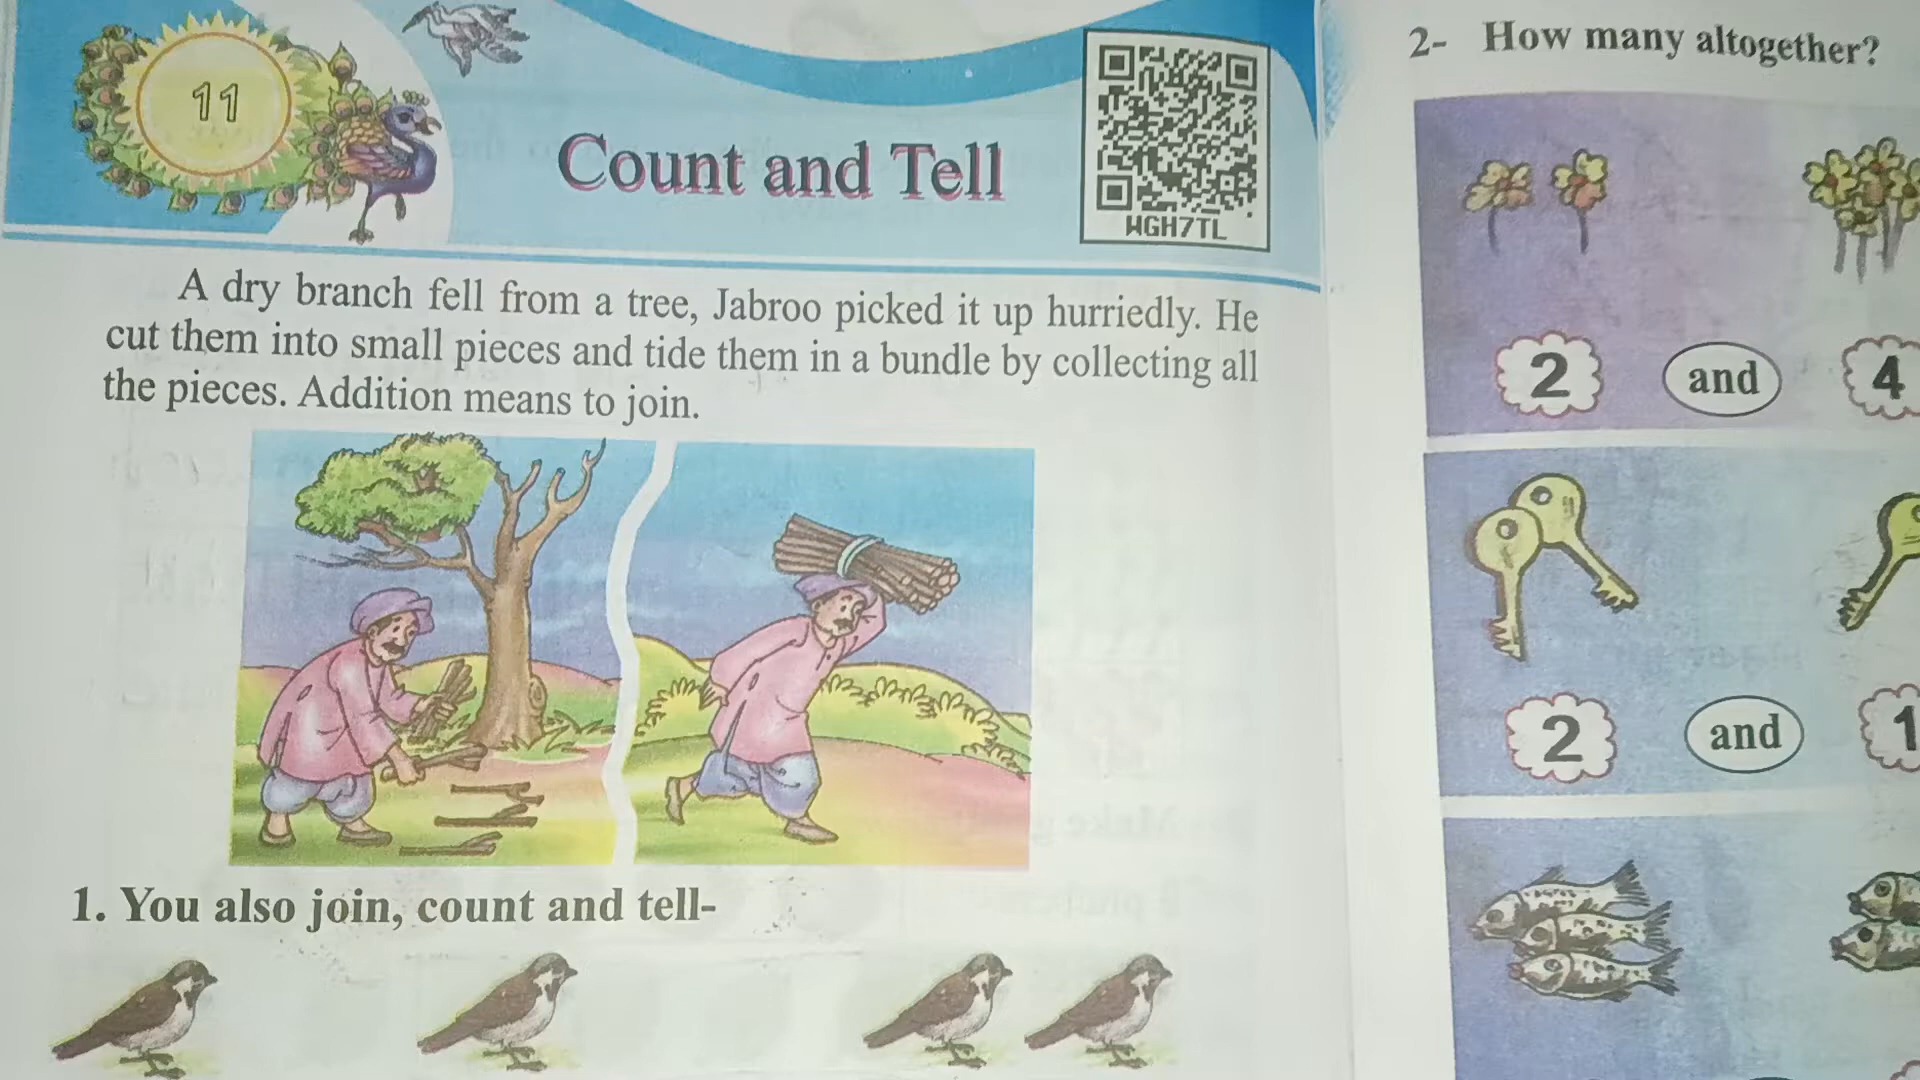 11
Count and Tell
WGH7TL
A dry branch fell from a tree, Jabroo picked it up hurriedly. He
cut them into small pieces and tide them in a bundle by collecting all
the pieces. Addition means to join.
1. You also join, count and tell-
2- How many altogether?
2 and 4
2 and 1